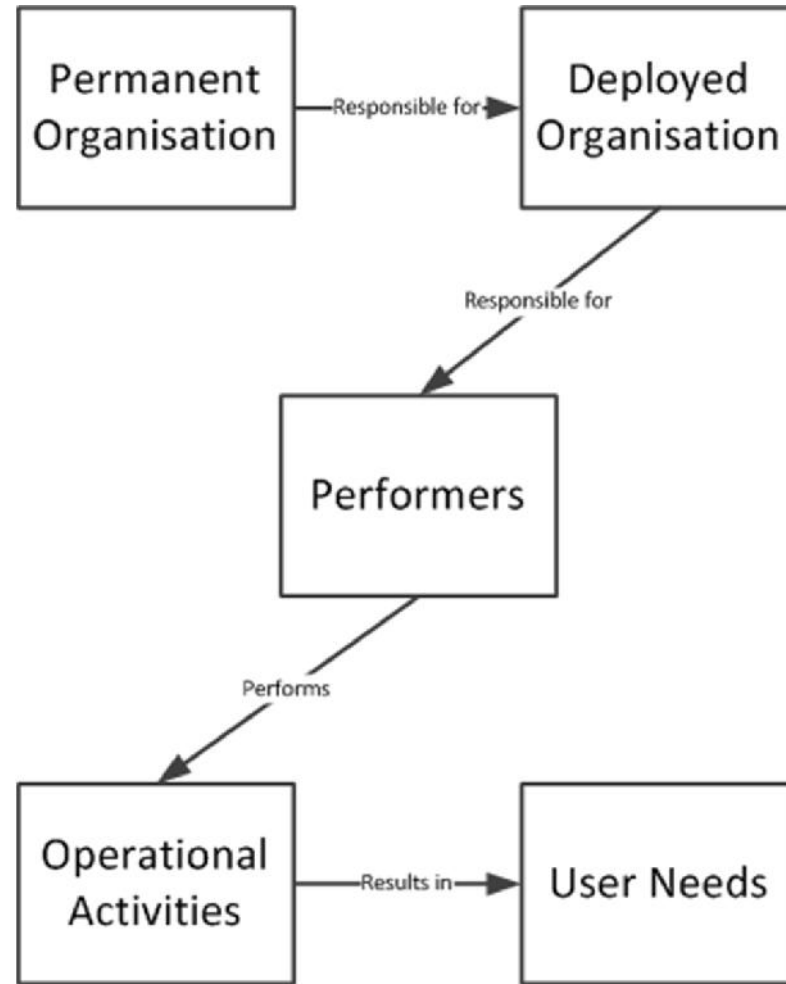 Permanent
Organisation
Responsible for
Deployed
Organisation
Responsible for
Performers
Performs
Operational
Activities
Results in
User Needs